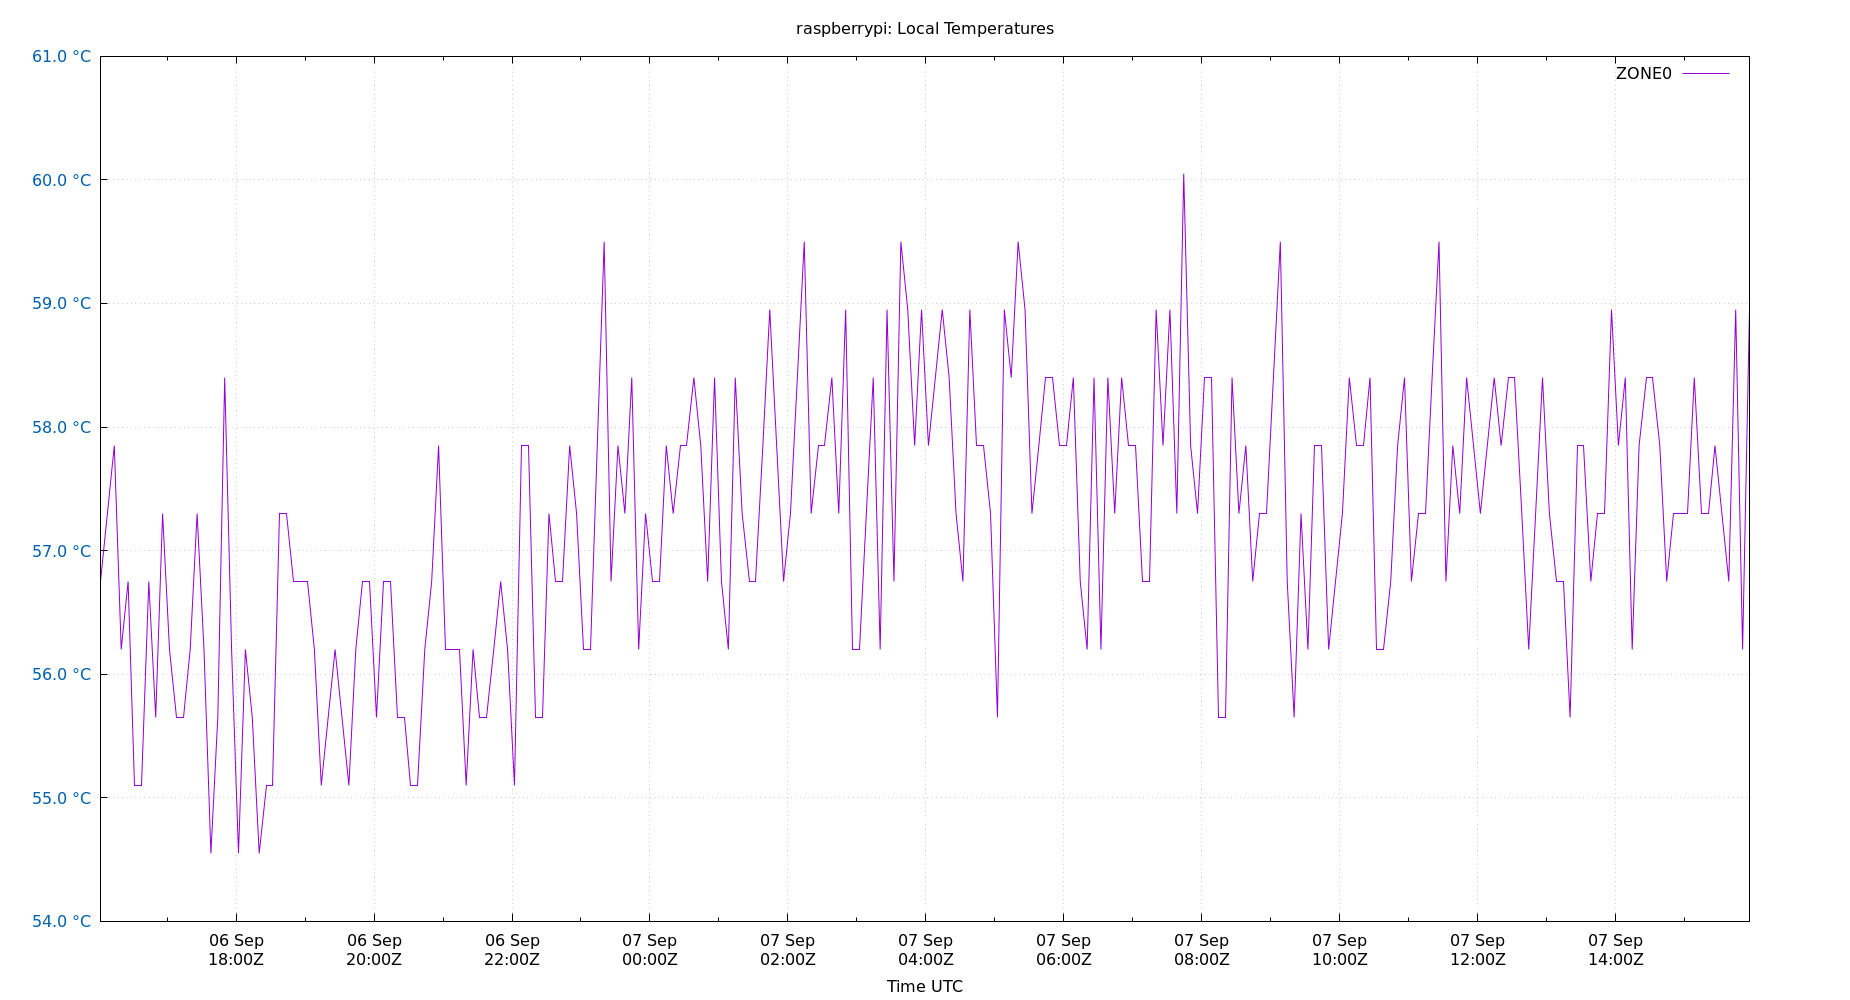 raspberrypi: Local Temperatures
61.0 °C
ZONE0
60.0 °C
59.0 °C
58.0 °C
57.0 °C
56.0 °C
55.0 °C
54.0 °C
06 Sep 06 Sep 06 Sep 07 Sep 07 Sep 07 Sep 07 Sep 07 Sep 07 Sep 07 Sep 07 Sep
18:00Z 20:00Z 22:00Z 00:00Z 02:00Z 04:00Z 06:00Z 08:00Z 10:00Z 12:00Z 14:00Z
Time UTC